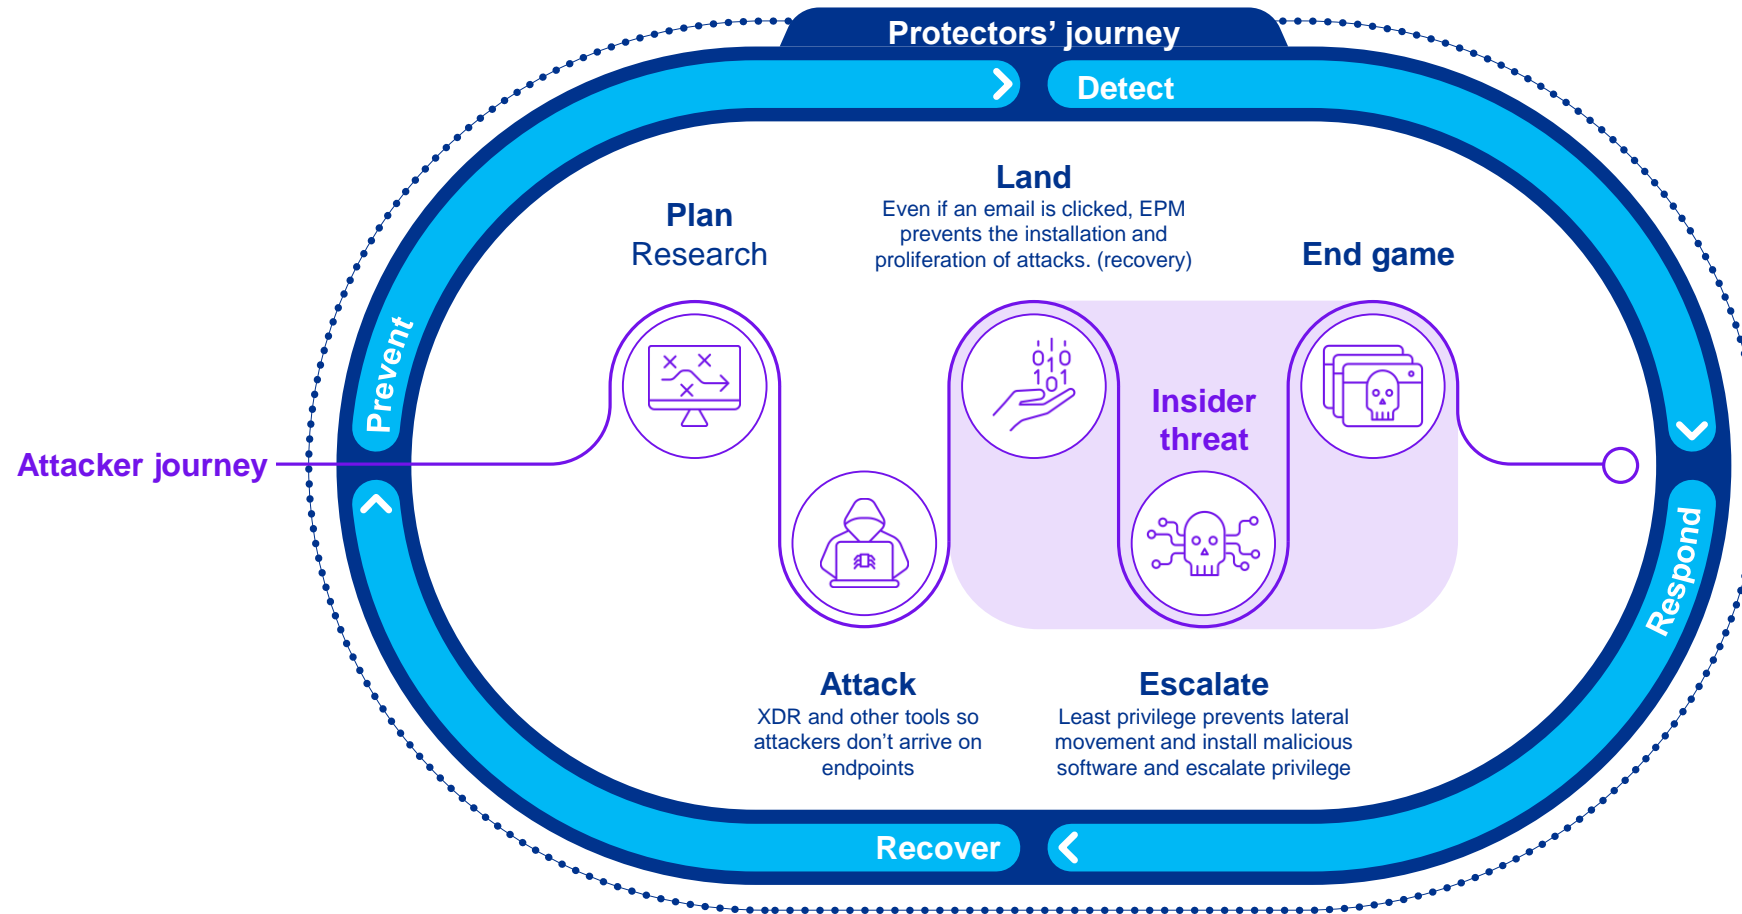 Protectors’ journey
Detect
Prevent
Land
Even if an email is clicked, EPM
prevents the installation and
proliferation of attacks. (recovery)
Plan
Research
End game
Insider
threat
Attacker journey
Respond
Attack
XDR and other tools so
attackers don’t arrive on
endpoints
Escalate
Least privilege prevents lateral
movement and install malicious
software and escalate privilege
Recover